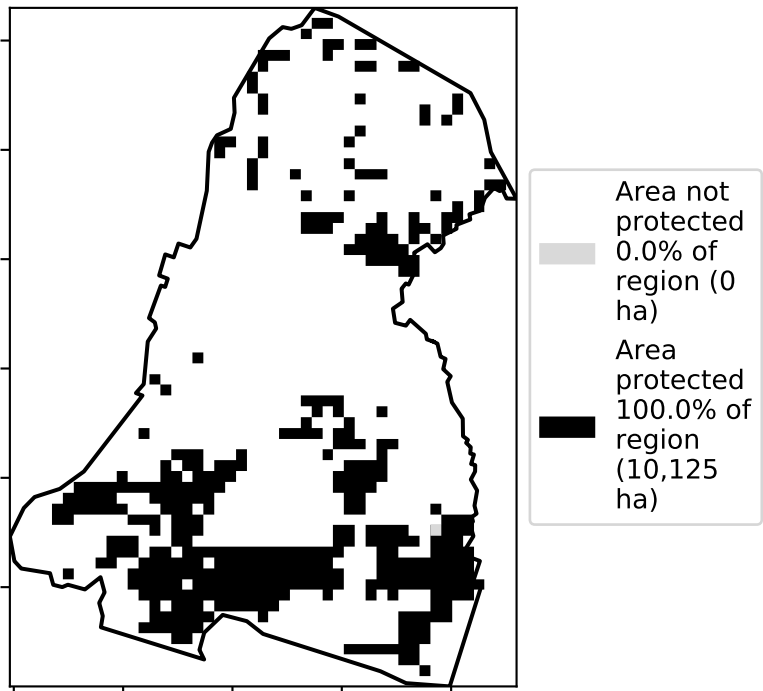 Area not
protected
0.0% of
region (0
ha)
Area
protected
100.0% of
region
(10,125
ha)